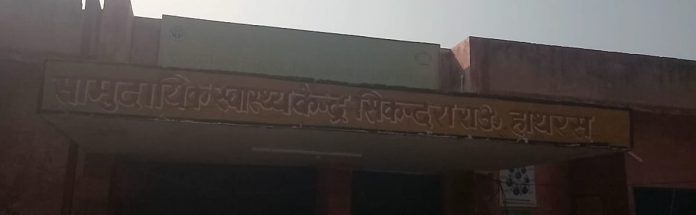 सामुदायिक स्वास्थ्य केन्द्र सिकन्द्राराऊ हाथरस